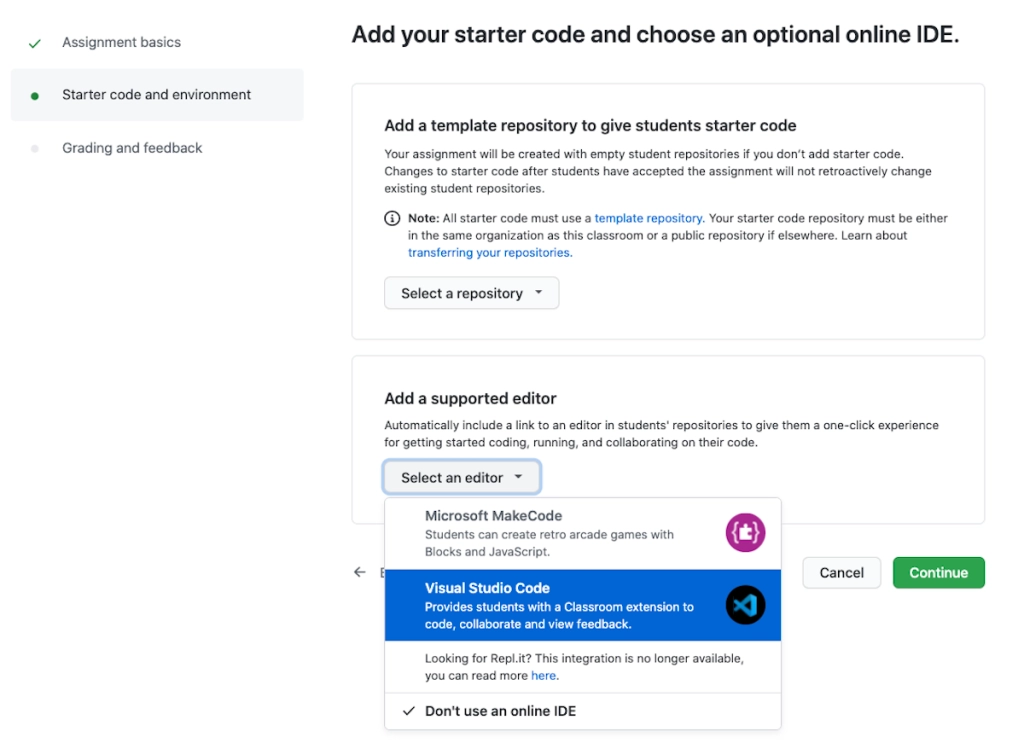 Assignment basics
Starter code and environment
Grading and feedback
Add your starter code and choose an optional online IDE.
Add a template repository to give students starter code
Your assignment will be created with empty student repositories if you don't add starter code.
Changes to starter code after students have accepted the assignment will not retroactively change
existing student repositories.
Note: All starter code must use a template repository. Your starter code repository must be either
in the same organization as this classroom or a public repository if elsewhere. Learn about
transferring your repositories.
Select a repository
Add a supported editor
Automatically include a link to an editor in students' repositories to give them a one-click experience
for getting started coding, running, and collaborating on their code.
Select an editor
Microsoft MakeCode
Students can create retro arcade games with
Blocks and JavaScript.
Visual Studio Code
Provides students with a Classroom extension to
code, collaborate and view feedback.
Looking for Repl.it? This integration is no longer available,
you can read more here.
Don't use an online IDE
Cancel
Continue